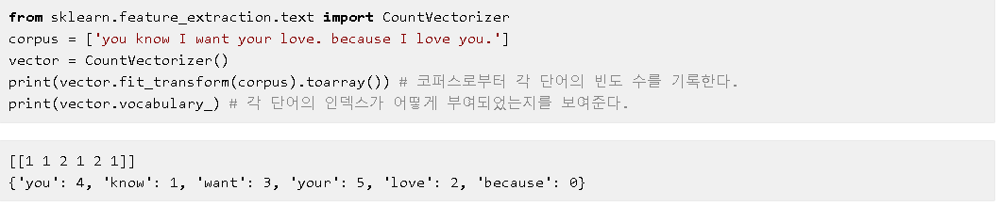 from sklearn.feature_extraction.text import CountVectorizer
corpus = ['you know I want your love. because I love you.']
vector = CountVectorizer()
print(vector.fit_transform(corpus).toarray()) # 코퍼스로부터 각 단어의 빈도 수를 기록한다.
print(vector.vocabulary_) # 각 단어의 인덱스가 어떻게 부여되었는지를 보여준다.
[[1 1 2 1 2 1]]
{'you': 4, 'know': 1, 'want': 3, 'your': 5, 'love': 2, 'because': 0}